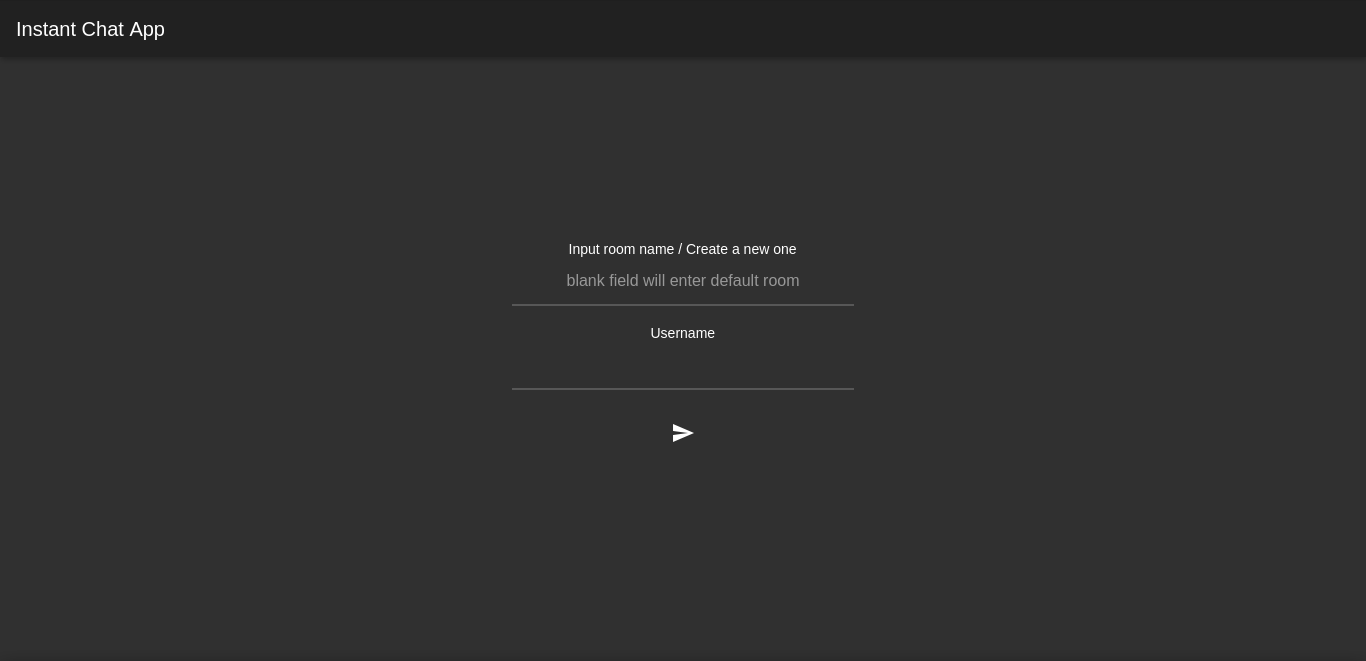 Instant Chat App
Input room name / Create a new one
blank field will enter default room
Username